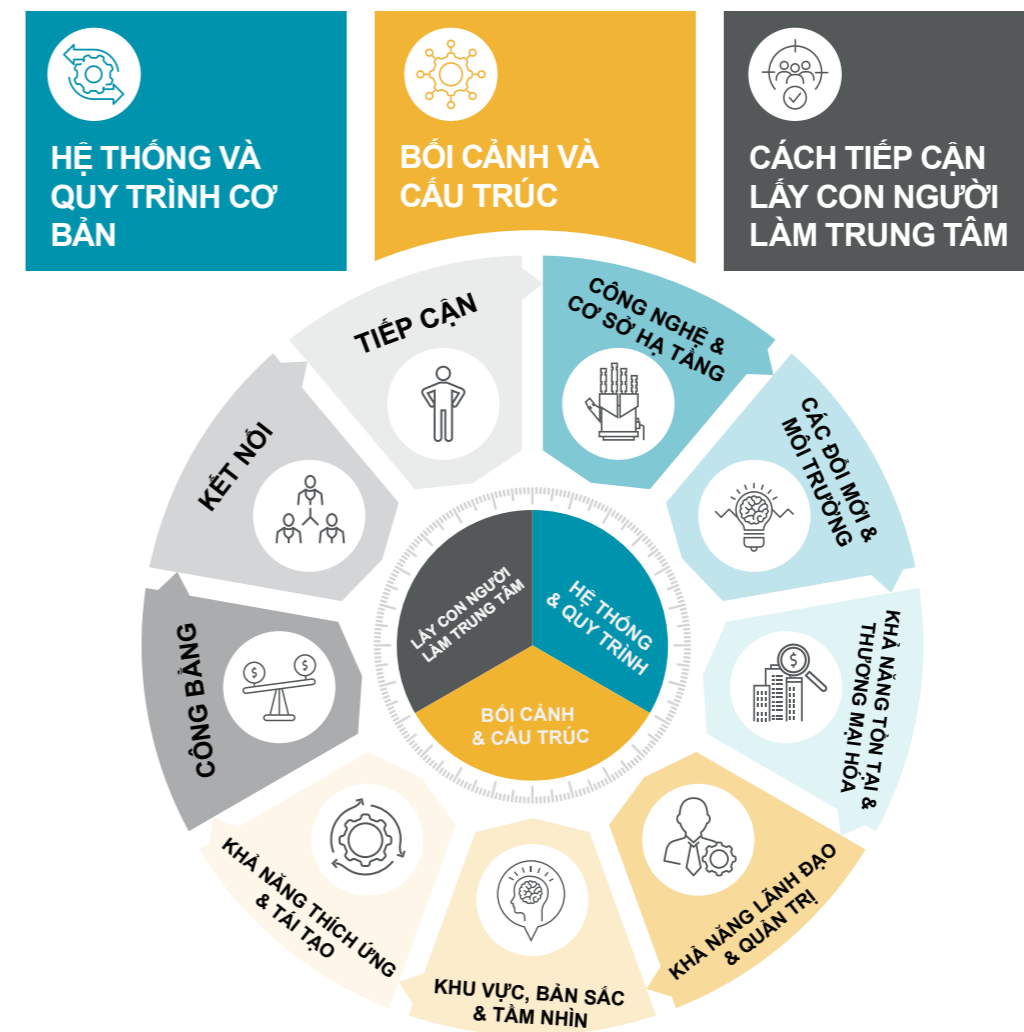 HỆ THỐNG VÀ
QUY TRÌNH CƠ
BẢN
BỐI CẢNH VÀ
CẤU TRÚC
CÁCH TIẾP CẬN
LẤY CON NGƯỜI
LÀM TRUNG TÂM
TIẾP CẬN
CÔNG NGHỆ &
CƠ SỞ HẠ TẦNG
CÁC ĐỔI MỚI &
MÔI TRƯỜNG
KHẢ NĂNG TỒN TẠI &
THƯƠNG MẠI HÓA
KHẢ NĂNG LÃNH ĐẠO
& QUẢN TRỊ
KHU VỰC, BẢN SẮC
& TẦM NHÌN
KHẢ NĂNG THÍCH ỨNG
& TÁI TẠO
CÔNG BẰNG
KẾT NỐI
LẤY CON NGƯỜI
LÀM TRUNG TÂM
HỆ THỐNG
& QUY TRÌNH
BỐI CẢNH
& CẤU TRÚC